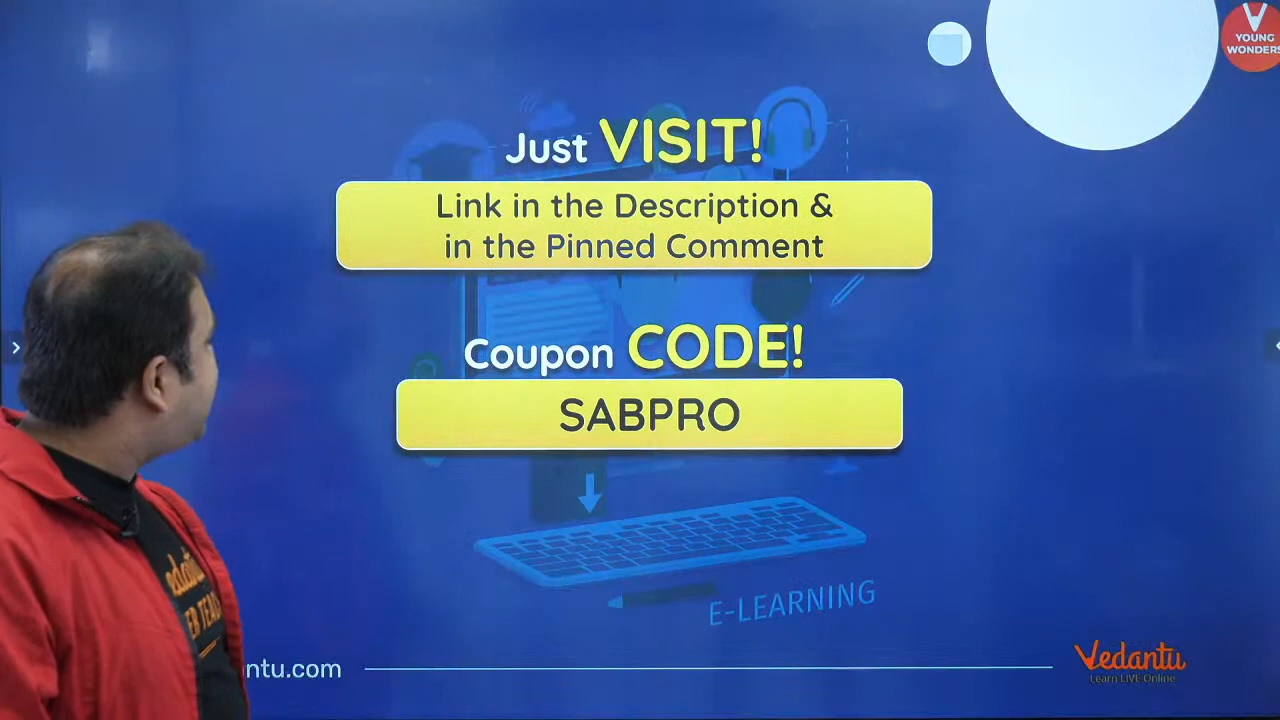 YOUNG
WONDERS
Just VISIT!
Link in the Description &
in the Pinned Comment
Coupon CODE!
SABPRO
E-LEARNING
ntu.com
Vedantu
Learn LIVE Online